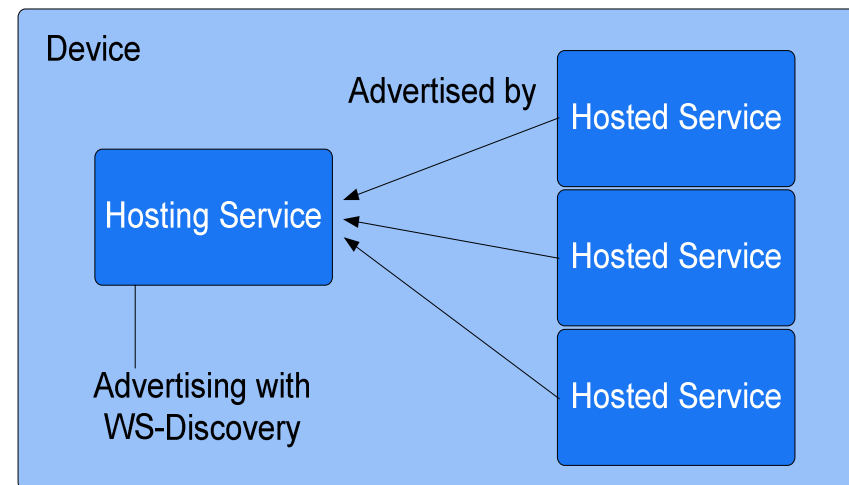 Device
Advertised by
Hosted Service
Hosting Service
Hosted Service
Hosted Service
Advertising with
WS-Discovery